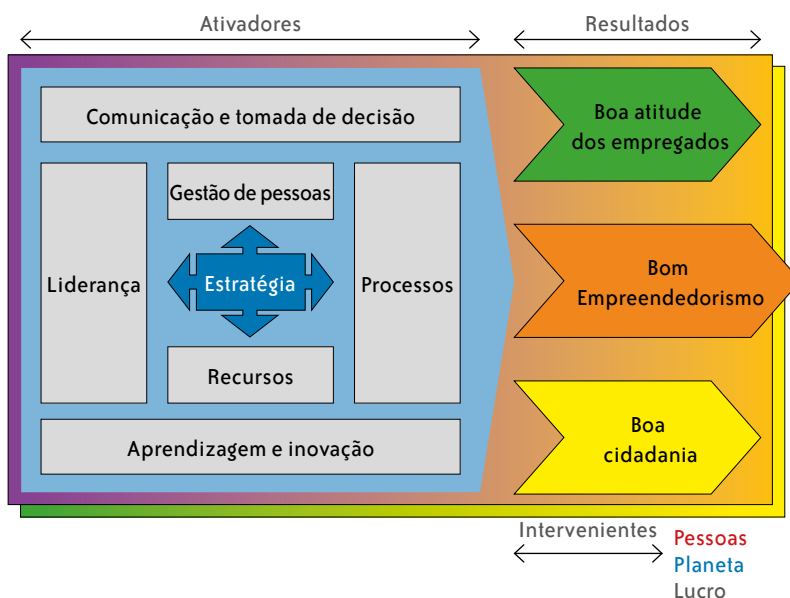 Ativadores
Resultados
Comunicação e tomada de decisão
Liderança
Gestão de pessoas
Estratégia
Recursos
Processos
Aprendizagem e inovação
Boa atitude
dos empregados
Bom
Empreendedorismo
Boa
cidadania
Intervenientes
Pessoas
Planeta
Lucro